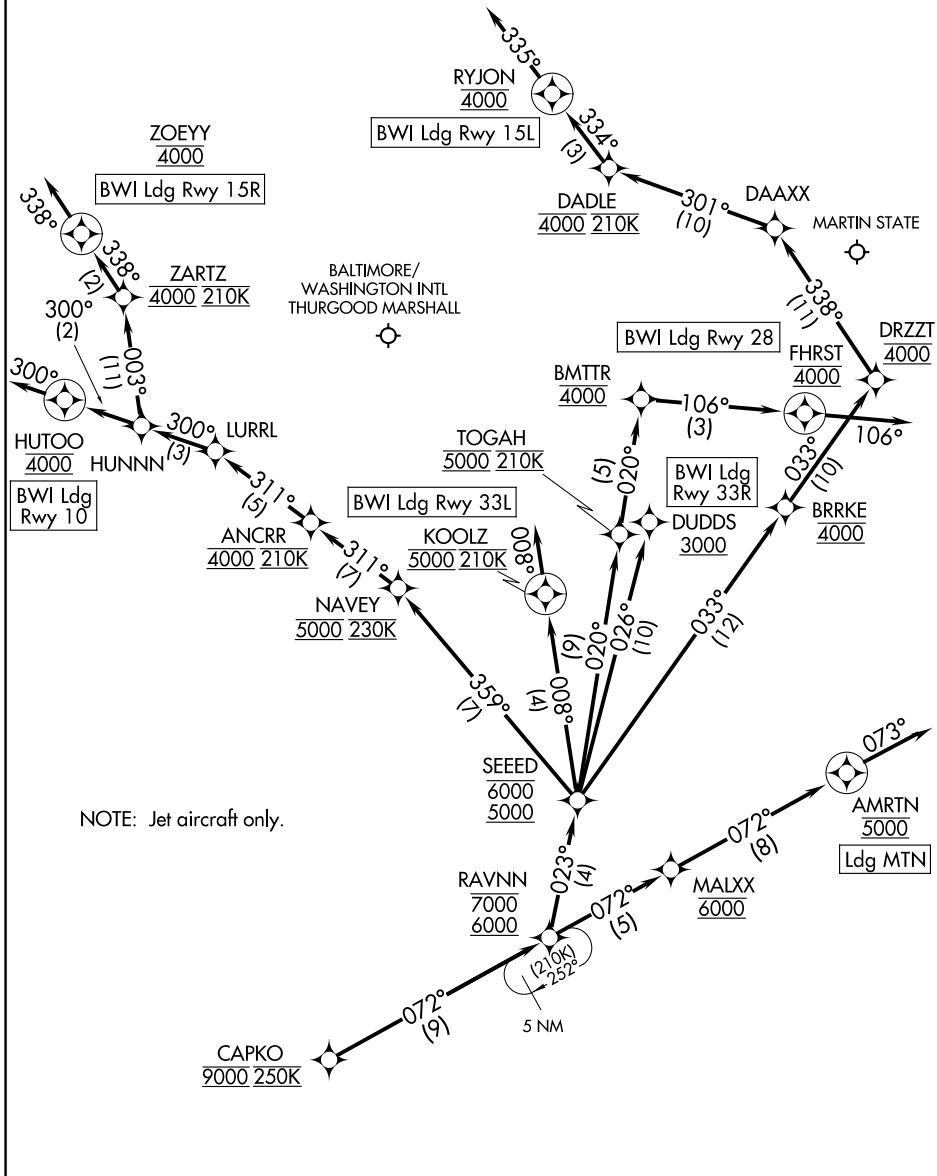 335°
RYJON
4000
BWI Ldg Rwy 15L
334°
(3)
ZOEYY
4000
BWI Ldg Rwy 15R
338°
338°
(2)
DADLE
4000 210K
301°
(10)
DAAXX
MARTIN STATE
ZARTZ
4000 210K
300°
(2)
BALTIMORE/
WASHINGTON INTL
THURGOOD MARSHALL
338°
(11)
BWI Ldg Rwy 28
DRZZT
4000
FHRST
4000
003°
(11)
BMTTR
4000
300°
106°
(3)
106°
HUTOO
4000
BWI Ldg
Rwy 10
HUNNN
300°
(3)
LURRL
TOGAH
5000 210K
020°
(5)
BWI Ldg
Rwy 33R
033°
(10)
311°
(5)
BWI Ldg Rwy 33L
DUDDS
3000
BRRKE
4000
ANCRR
4000 210K
KOOLZ
5000 210K
008°
311°
(7)
NAVEY
5000 230K
020°
(9)
026°
(10)
033°
(12)
008°
(4)
359°
(7)
SEEED
6000
5000
073°
AMRTN
5000
Ldg MTN
NOTE: Jet aircraft only.
072°
(8)
023°
(4)
MALXX
6000
RAVNN
7000
6000
072°
(5)
(210K)
252°
5 NM
072°
(9)
CAPKO
9000 250K